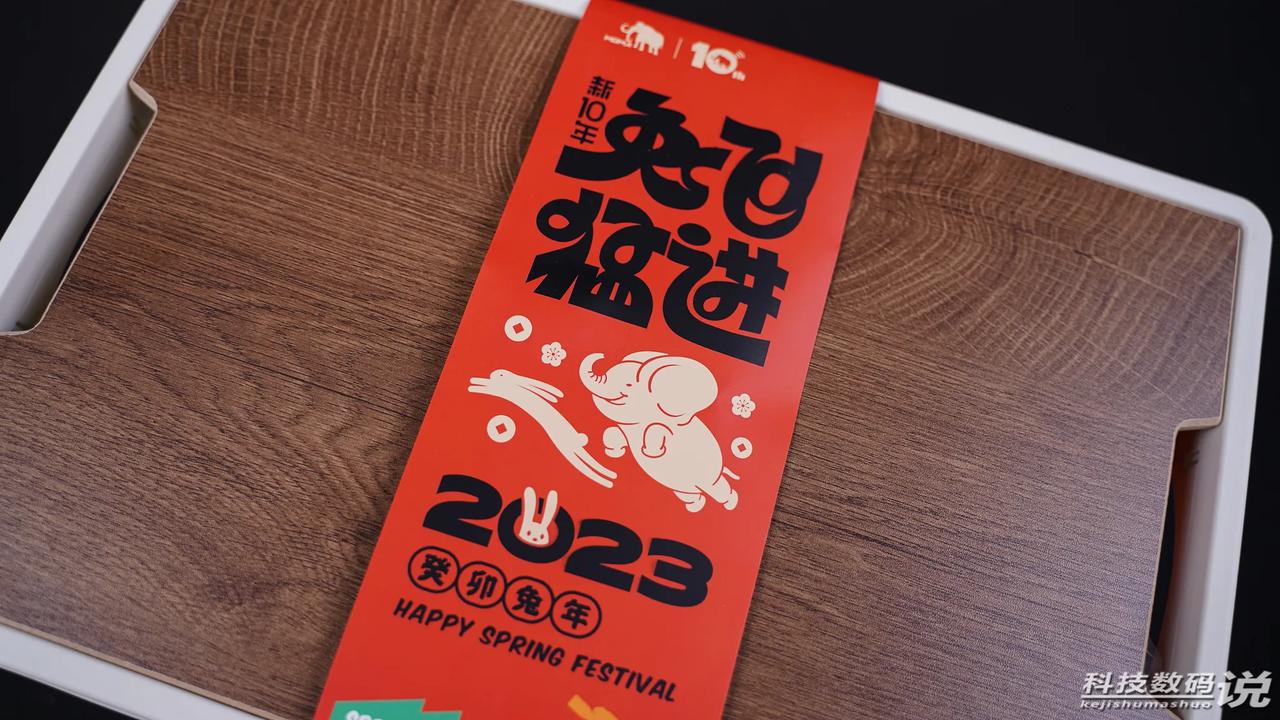 10th
新10年
兔飞
猛进
2023
癸卯兔年
HAPPY SPRING FESTIVAL
科技数码说
kejishumashuo